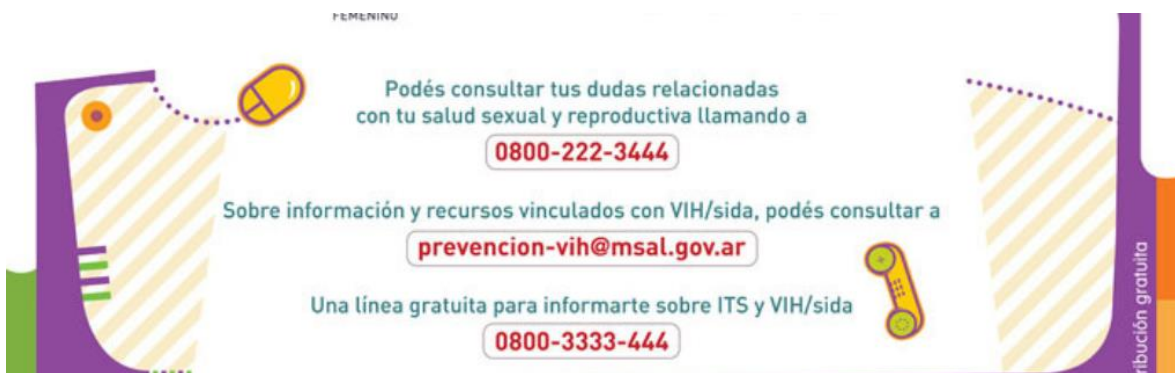 FEMENINO
Podés consultar tus dudas relacionadas
con tu salud sexual y reproductiva llamando a
0800-222-3444
Sobre información y recursos vinculados con VIH/sida, podés consultar a
prevencion-vih@msal.gov.ar
Una línea gratuita para informarte sobre ITS y VIH/sida
0800-3333-444
ribución gratuita